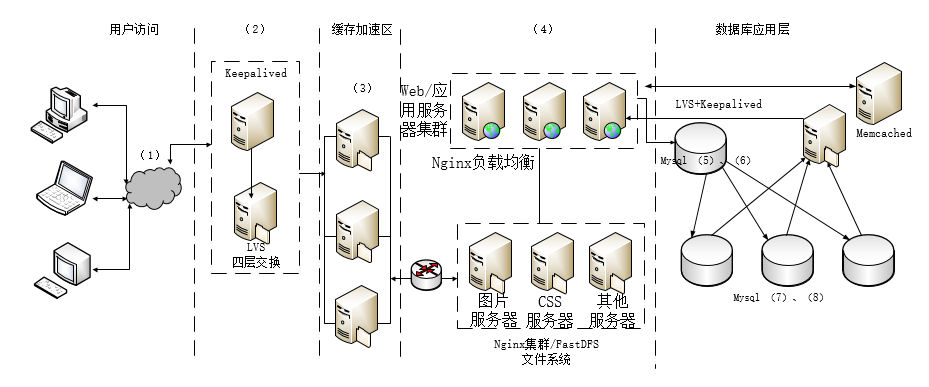 用户访问
（2）
缓存加速区
（4）
数据库应用层
Keepalived
（3）
Web/应
用服务
器集群
LVS+Keepalived
Memcached
（1）
Nginx负载均衡
Mysql （5）、（6）
LVS
四层交换
图片
服务器
CSS
服务器
其他
服务器
Mysql （7）、（8）
Nginx集群/FastDFS
文件系统